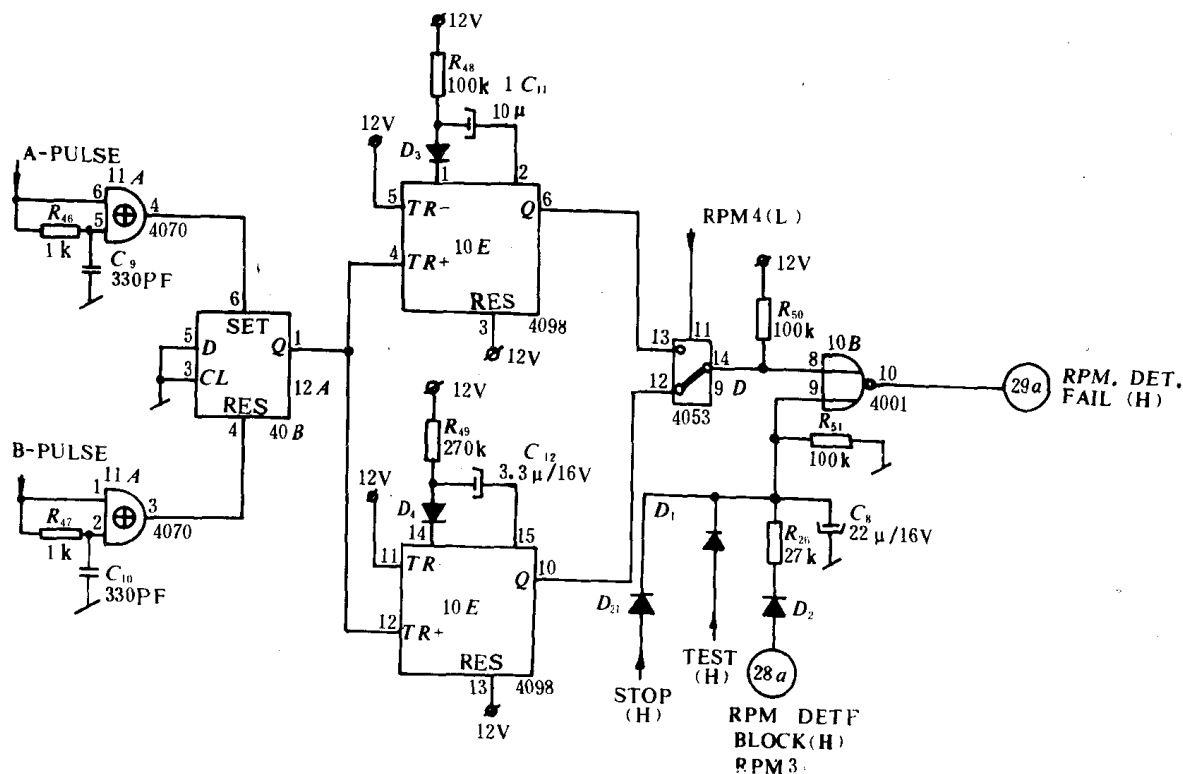 12V
R48
100k
1 C11
10 μ
12V
D3
1
2
A-PULSE
11A
6
5
4
4070
R46
1 k
C9
330PF
5
TR-
4
TR+
10 E
Q
6
RES
3
4098
12V
RPM4(L)
12V
R50
100k
13
11
12
14
9
D
4053
10B
8
9
10
4001
29a
RPM. DET.
FAIL (H)
R51
100k
6
SET
5
D
Q
1
3
CL
12A
RES
4
40B
12V
R49
270k
C12
3.3μ/16V
12V
D4
14
15
B-PULSE
11A
1
2
3
4070
R47
1k
C10
330PF
11
TR
12
TR+
10E
Q
10
RES
13
4098
12V
D1
R26
27k
C8
22 μ/16V
D21
D2
STOP
(H)
TEST
(H)
28a
RPM DETF
BLOCK(H)
RPM3